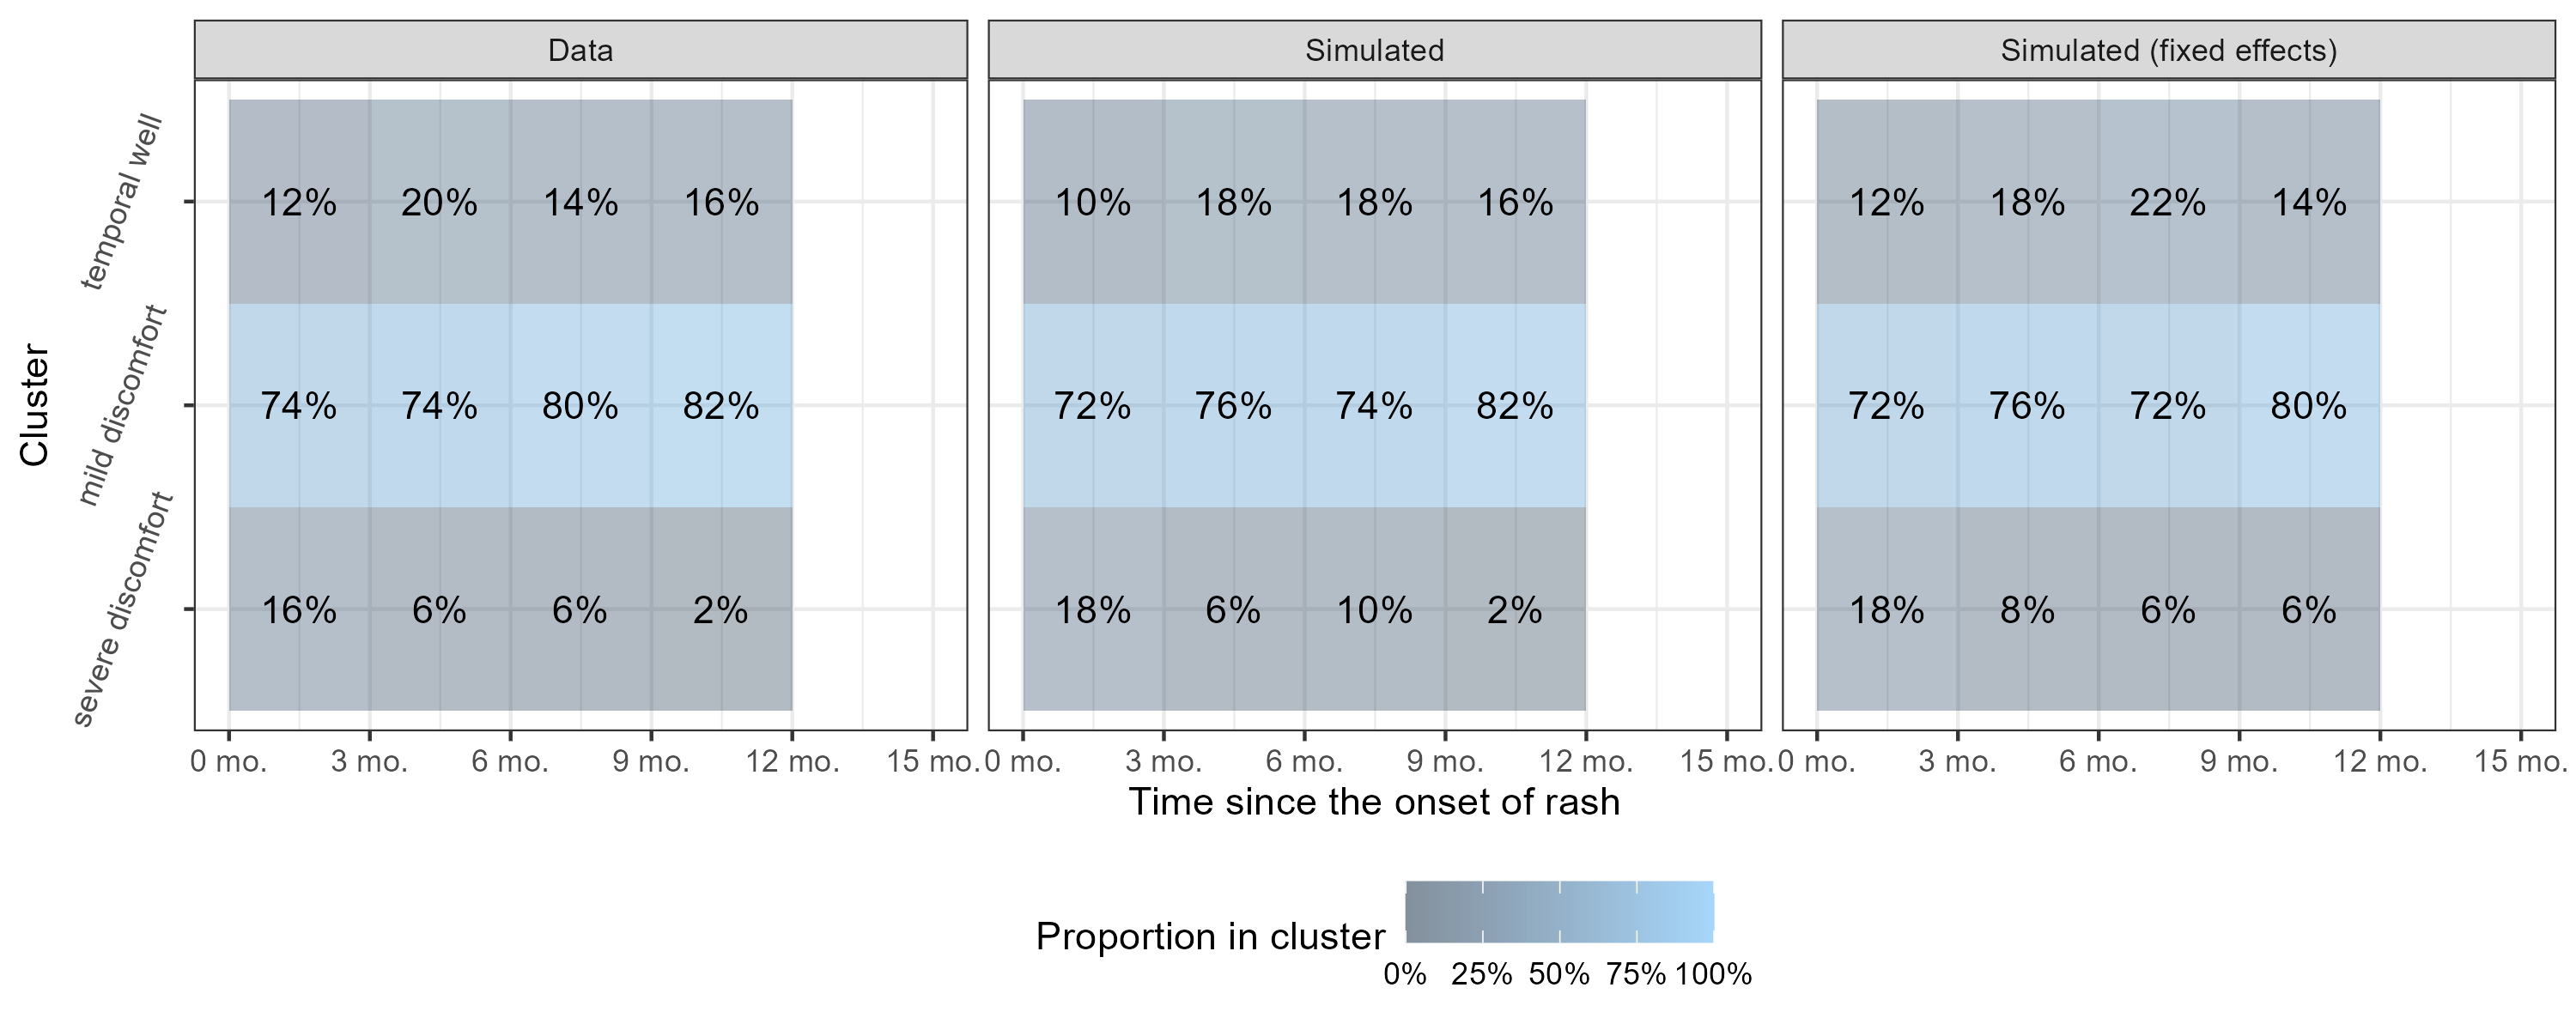 Data Simulated Simulated (fixed effects)
Cluster
temporal well
12% 20% 14% 16% 10% 18% 18% 16% 12% 18% 22% 14%
mild discomfort
74% 74% 80% 82% 72% 76% 74% 82% 72% 76% 72% 80%
severe discomfort
16% 6% 6% 2% 18% 6% 10% 2% 18% 8% 6% 6%
0 mo. 3 mo. 6 mo. 9 mo. 12 mo. 15 mo. 0 mo. 3 mo. 6 mo. 9 mo. 12 mo. 15 mo. 0 mo. 3 mo. 6 mo. 9 mo. 12 mo. 15 mo.
Time since the onset of rash
Proportion in cluster
0% 25% 50% 75% 100%